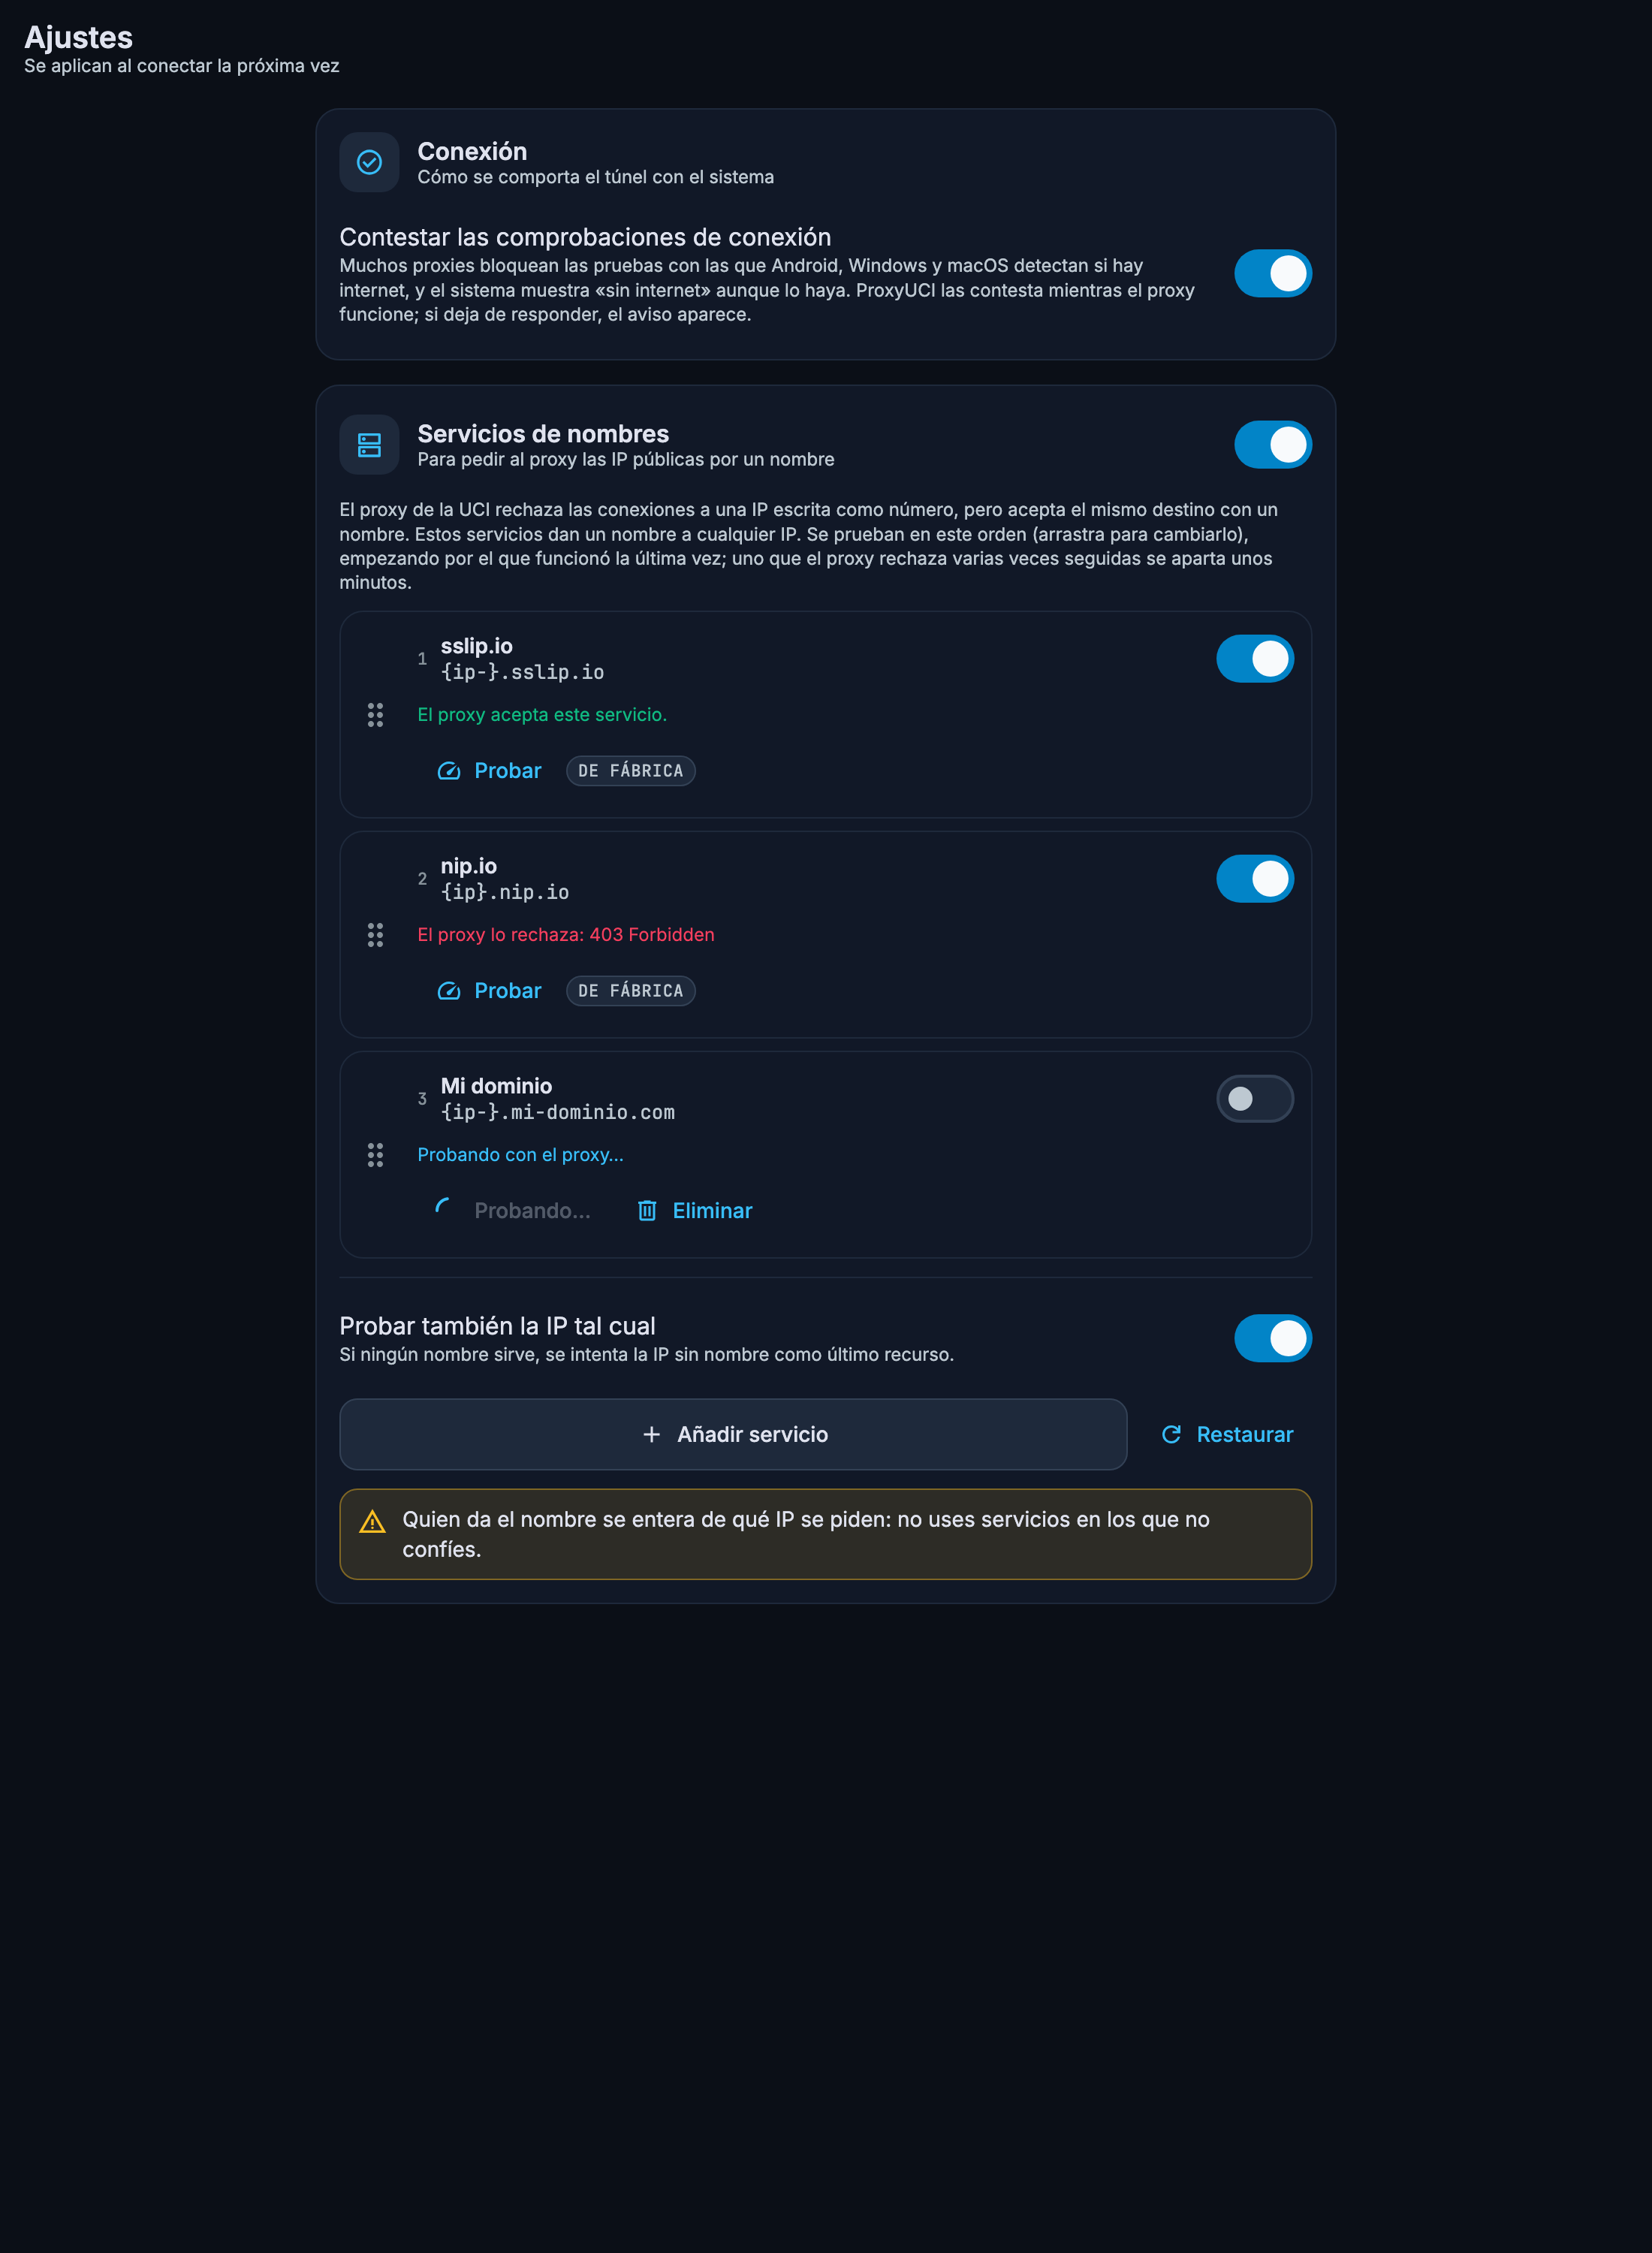 Ajustes
Se aplican al conectar la próxima vez
Conexión
Cómo se comporta el túnel con el sistema
Contestar las comprobaciones de conexión
Muchos proxies bloquean las pruebas con las que Android, Windows y macOS detectan si hay
internet, y el sistema muestra «sin internet» aunque lo haya. ProxyUCI las contesta mientras el proxy
funcione; si deja de responder, el aviso aparece.
Servicios de nombres
Para pedir al proxy las IP públicas por un nombre
El proxy de la UCI rechaza las conexiones a una IP escrita como número, pero acepta el mismo destino con un
nombre. Estos servicios dan un nombre a cualquier IP. Se prueban en este orden (arrastra para cambiarlo),
empezando por el que funcionó la última vez; uno que el proxy rechaza varias veces seguidas se aparta unos
minutos.
1 sslip.io
{ip-}.sslip.io
El proxy acepta este servicio.
Probar DE FÁBRICA
2 nip.io
{ip}.nip.io
El proxy lo rechaza: 403 Forbidden
Probar DE FÁBRICA
3 Mi dominio
{ip-}.mi-dominio.com
Probando con el proxy...
Probando... Eliminar
Probar también la IP tal cual
Si ningún nombre sirve, se intenta la IP sin nombre como último recurso.
+ Añadir servicio Restaurar
Quien da el nombre se entera de qué IP se piden: no uses servicios en los que no
confíes.